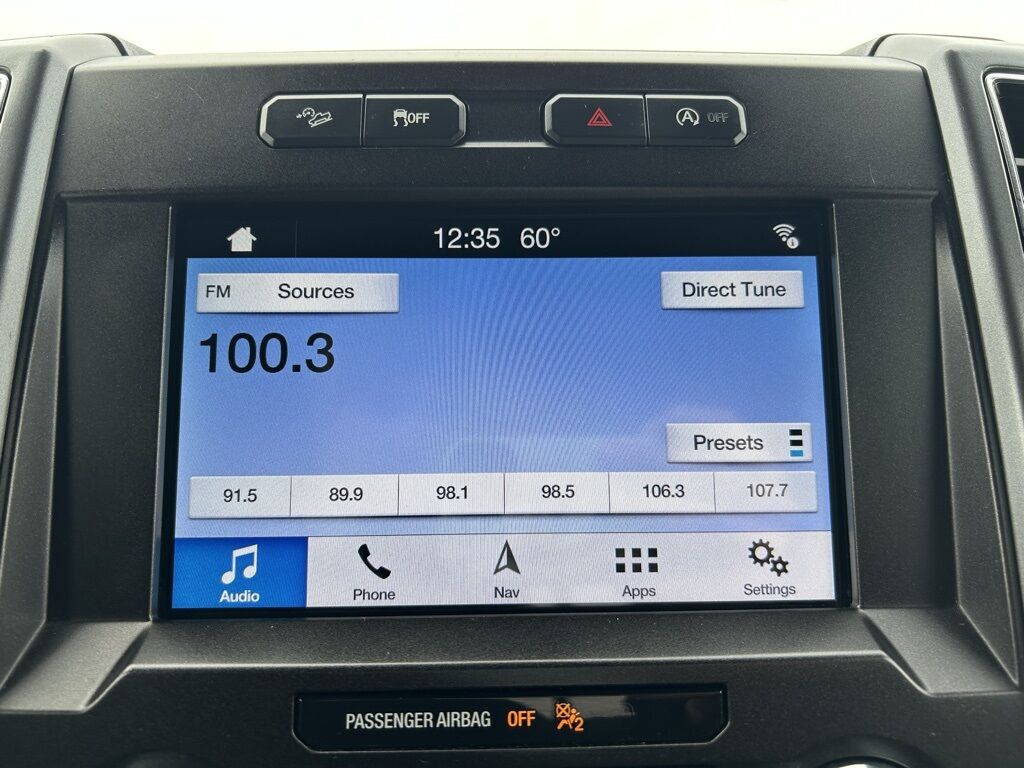 OFF OFF
12:35 60°
FM Sources Direct Tune
100.3
Presets
91.5 89.9 98.1 98.5 106.3 107.7
Audio Phone Nav Apps Settings
PASSENGER AIRBAG OFF 2